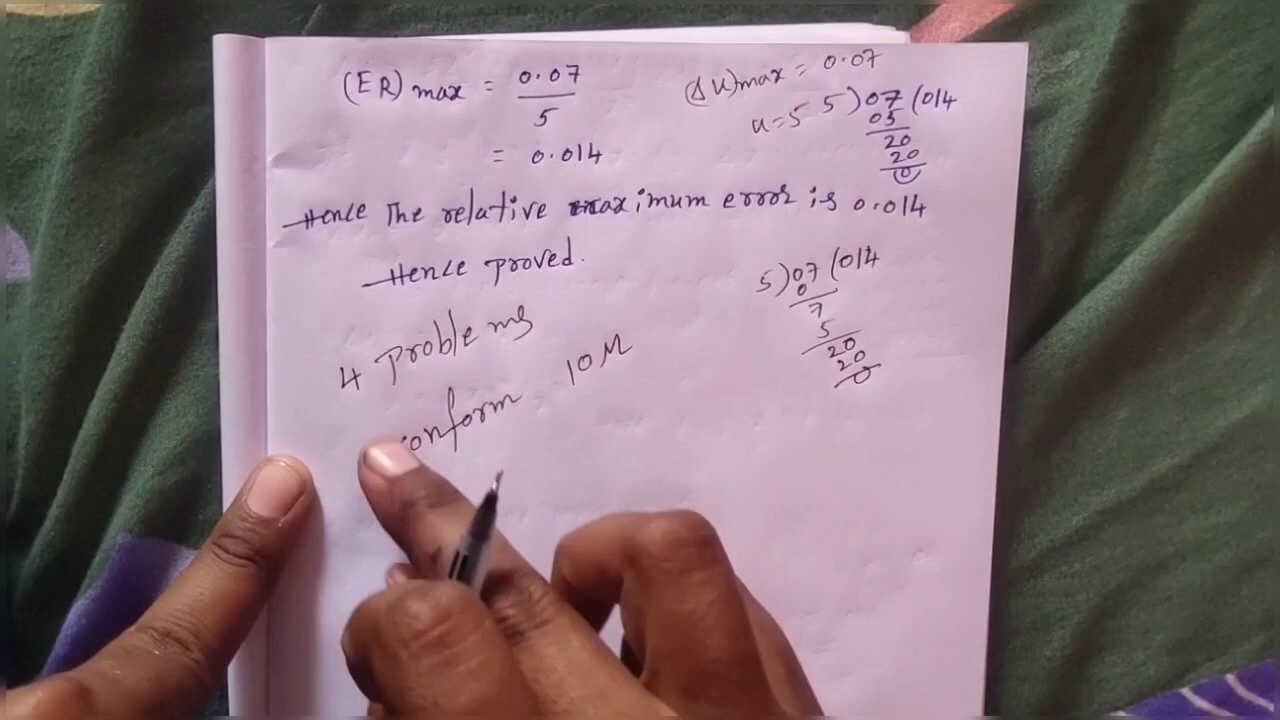 (ER) max = 0.07
5
= 0.014
(Δu)max = 0.07
u=5 5)07(014
05
20
20
0
Hence The relative maximum error is 0.014
Hence proved.
5)07(014
0
7
5
20
20
0
4 problems
conform 10M